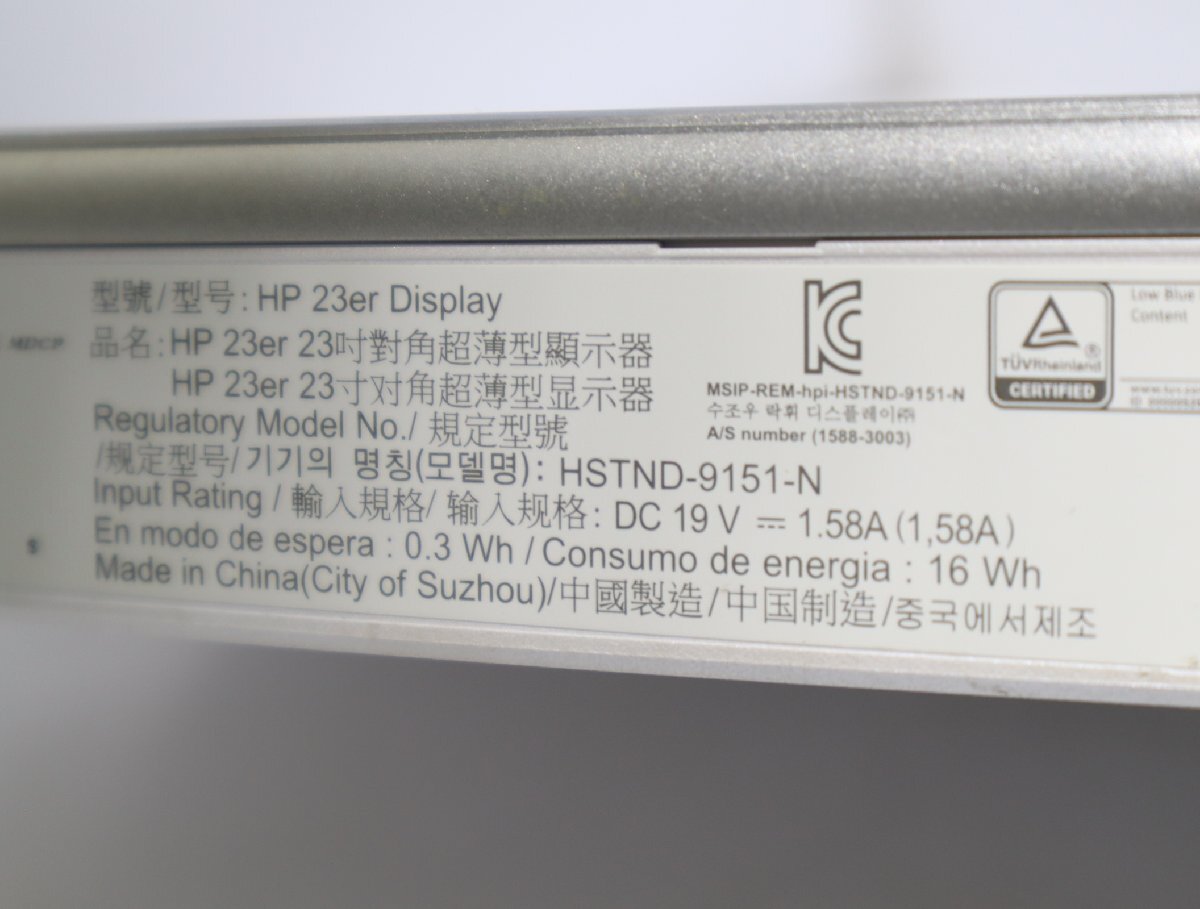 型號/型号: HP 23er Display
品名: HP 23er 23吋對角超薄型顯示器
HP 23er 23寸对角超薄型显示器
Regulatory Model No./ 規定型號
/规定型号/기기의 명칭(모델명): HSTND-9151-N
Input Rating / 輸入規格/ 输入规格: DC 19 V ⎓ 1.58A (1,58A)
En modo de espera : 0.3 Wh / Consumo de energia : 16 Wh
Made in China(City of Suzhou)/中國製造/中国制造/중국에서제조
MSIP-REM-hpi-HSTND-9151-N
수조우 락휘 디스플레이㈜
A/S number (1588-3003)
TÜVRheinland
®
CERTIFIED
Low Blue
Content